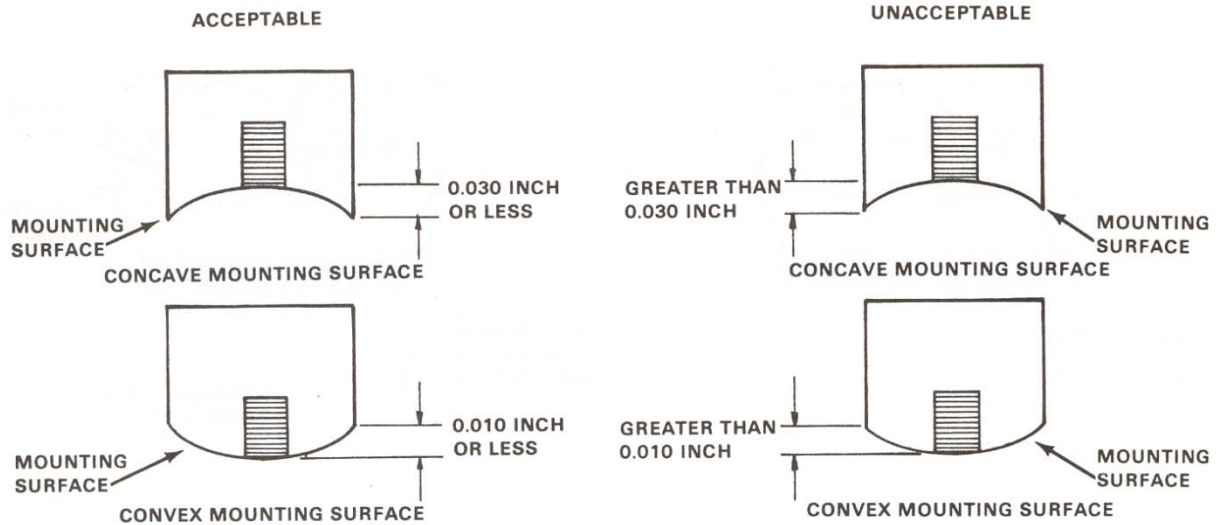 ACCEPTABLE
UNACCEPTABLE
0.030 INCH
OR LESS
MOUNTING
SURFACE
CONCAVE MOUNTING SURFACE
GREATER THAN
0.030 INCH
MOUNTING
SURFACE
CONCAVE MOUNTING SURFACE
0.010 INCH
OR LESS
MOUNTING
SURFACE
CONVEX MOUNTING SURFACE
GREATER THAN
0.010 INCH
MOUNTING
SURFACE
CONVEX MOUNTING SURFACE